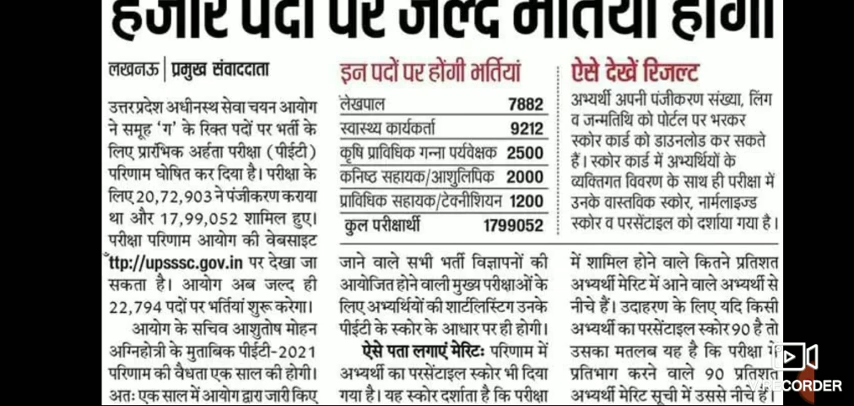 हजार पदों पर जल्द भर्तियां होंगी
लखनऊ | प्रमुख संवाददाता
उत्तरप्रदेश अधीनस्थ सेवा चयन आयोग
ने समूह ‘ग’ के रिक्त पदों पर भर्ती के
लिए प्रारंभिक अर्हता परीक्षा (पीईटी)
परिणाम घोषित कर दिया है। परीक्षा के
लिए 20,72,903 ने पंजीकरण कराया
था और 17,99,052 शामिल हुए।
परीक्षा परिणाम आयोग की वेबसाइट
ttp://upsssc.gov.in पर देखा जा
सकता है। आयोग अब जल्द ही
22,794 पदों पर भर्तियां शुरू करेगा।
आयोग के सचिव आशुतोष मोहन
अग्निहोत्री के मुताबिक पीईटी-2021
परिणाम की वैधता एक साल की होगी।
अतः एक साल में आयोग द्वारा जारी किए
इन पदों पर होंगी भर्तियां
लेखपाल 7882
स्वास्थ्य कार्यकर्ता 9212
कृषि प्राविधिक गन्ना पर्यवेक्षक 2500
कनिष्ठ सहायक/आशुलिपिक 2000
प्राविधिक सहायक/टेक्नीशियन 1200
कुल परीक्षार्थी 1799052
जाने वाले सभी भर्ती विज्ञापनों की
आयोजित होने वाली मुख्य परीक्षाओं के
लिए अभ्यर्थियों की शार्टलिस्टिंग उनके
पीईटी के स्कोर के आधार पर ही होगी।
ऐसे पता लगाएं मेरिट: परिणाम में
अभ्यर्थी का परसेंटाइल स्कोर भी दिया
गया है। यह स्कोर दर्शाता है कि परीक्षा
ऐसे देखें रिजल्ट
अभ्यर्थी अपनी पंजीकरण संख्या, लिंग
व जन्मतिथि को पोर्टल पर भरकर
स्कोर कार्ड को डाउनलोड कर सकते
हैं। स्कोर कार्ड में अभ्यर्थियों के
व्यक्तिगत विवरण के साथ ही परीक्षा में
उनके वास्तविक स्कोर, नार्मलाइज्ड
स्कोर व परसेंटाइल को दर्शाया गया है।
में शामिल होने वाले कितने प्रतिशत
अभ्यर्थी मेरिट में आने वाले अभ्यर्थी से
नीचे हैं। उदाहरण के लिए यदि किसी
अभ्यर्थी का परसेंटाइल स्कोर 90 है तो
उसका मतलब यह है कि परीक्षा में
प्रतिभाग करने वाले 90 प्रतिशत
अभ्यर्थी मेरिट सूची में उससे नीचे हैं।
RECORDER